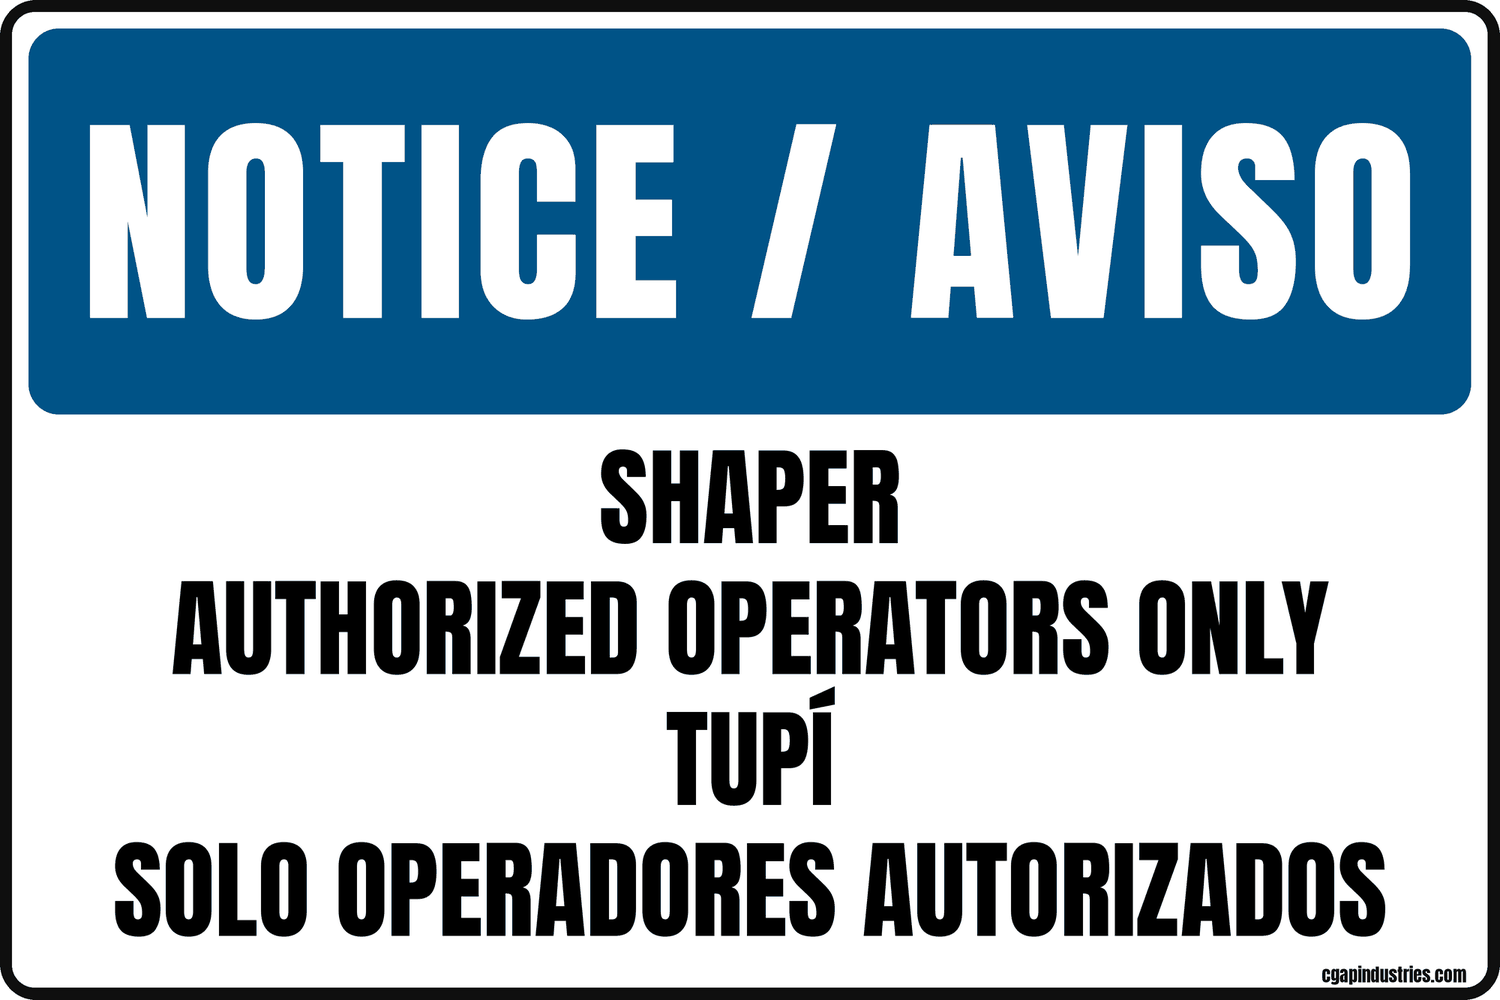 NOTICE / AVISO
SHAPER
AUTHORIZED OPERATORS ONLY
TUPÍ
SOLO OPERADORES AUTORIZADOS
cgapindustries.com